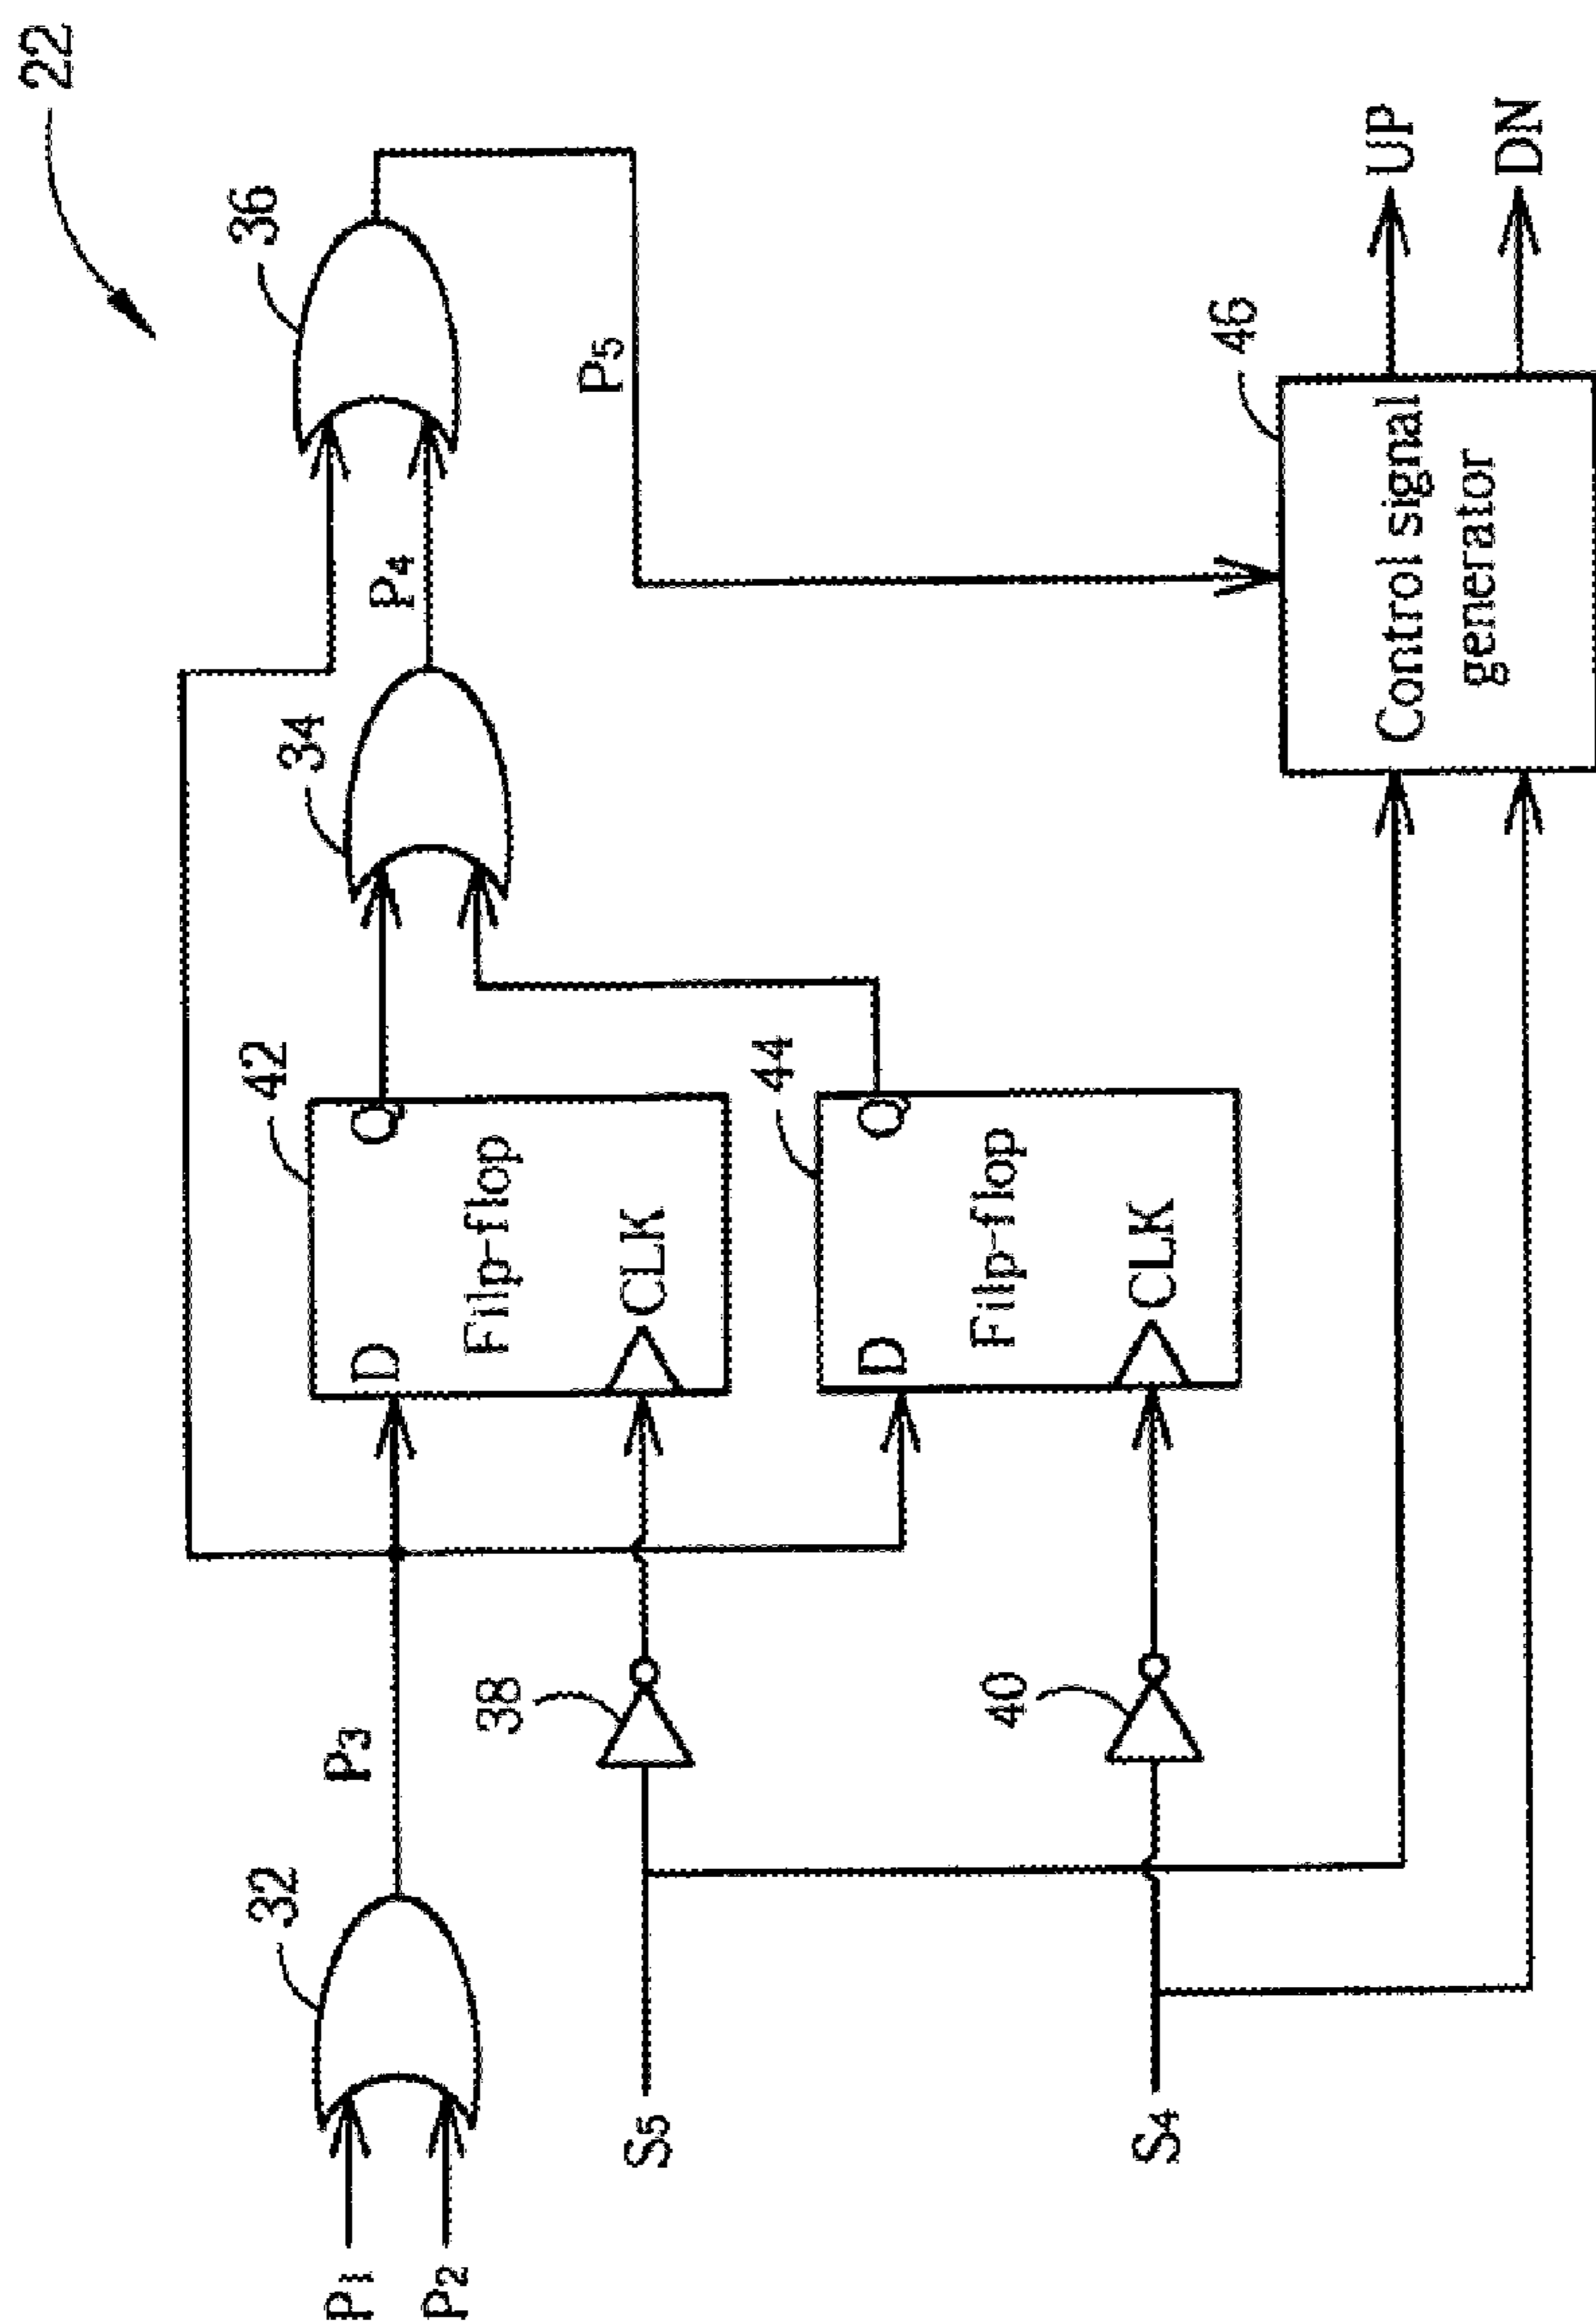 22
36
P5
34
P4
42
D
Q
Filp-flop
CLK
44
D
Q
Filp-flop
CLK
46
Control signal
generator
UP
DN
32
P3
38
40
P1
P2
S5
S4